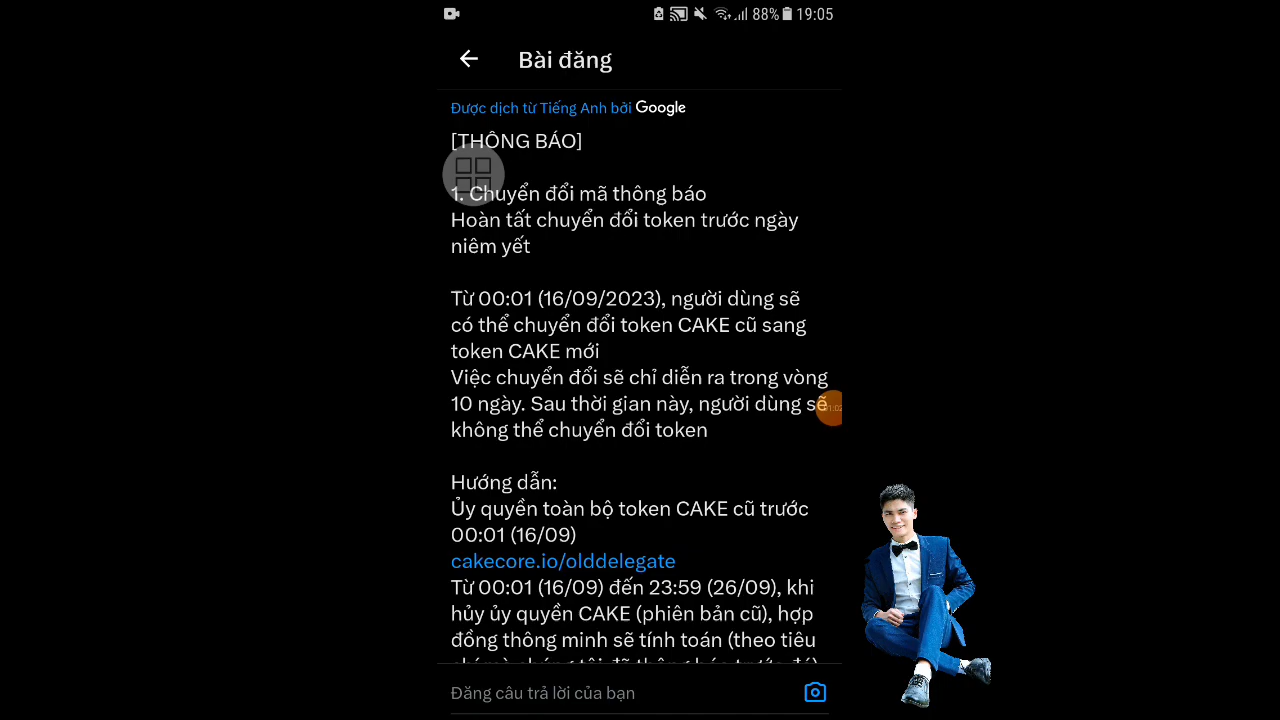 88% 19:05
Bài đăng
Được dịch từ Tiếng Anh bởi Google
[THÔNG BÁO]
1. Chuyển đổi mã thông báo
Hoàn tất chuyển đổi token trước ngày
niêm yết
Từ 00:01 (16/09/2023), người dùng sẽ
có thể chuyển đổi token CAKE cũ sang
token CAKE mới
Việc chuyển đổi sẽ chỉ diễn ra trong vòng
10 ngày. Sau thời gian này, người dùng sẽ
không thể chuyển đổi token
Hướng dẫn:
Ủy quyền toàn bộ token CAKE cũ trước
00:01 (16/09)
cakecore.io/olddelegate
Từ 00:01 (16/09) đến 23:59 (26/09), khi
hủy ủy quyền CAKE (phiên bản cũ), hợp
đồng thông minh sẽ tính toán (theo tiêu
Đăng câu trả lời của bạn